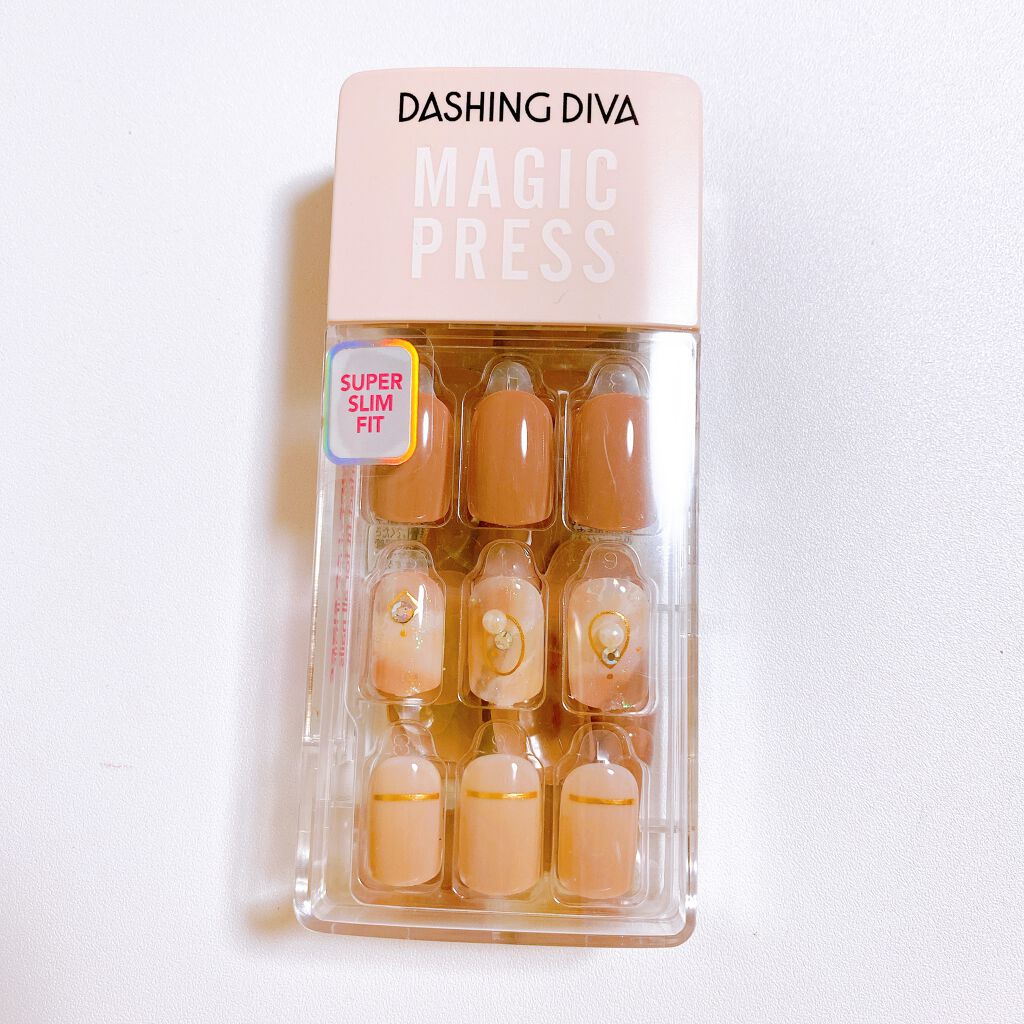 DASHING DIVA
MAGIC
PRESS
SUPER
SLIM
FIT